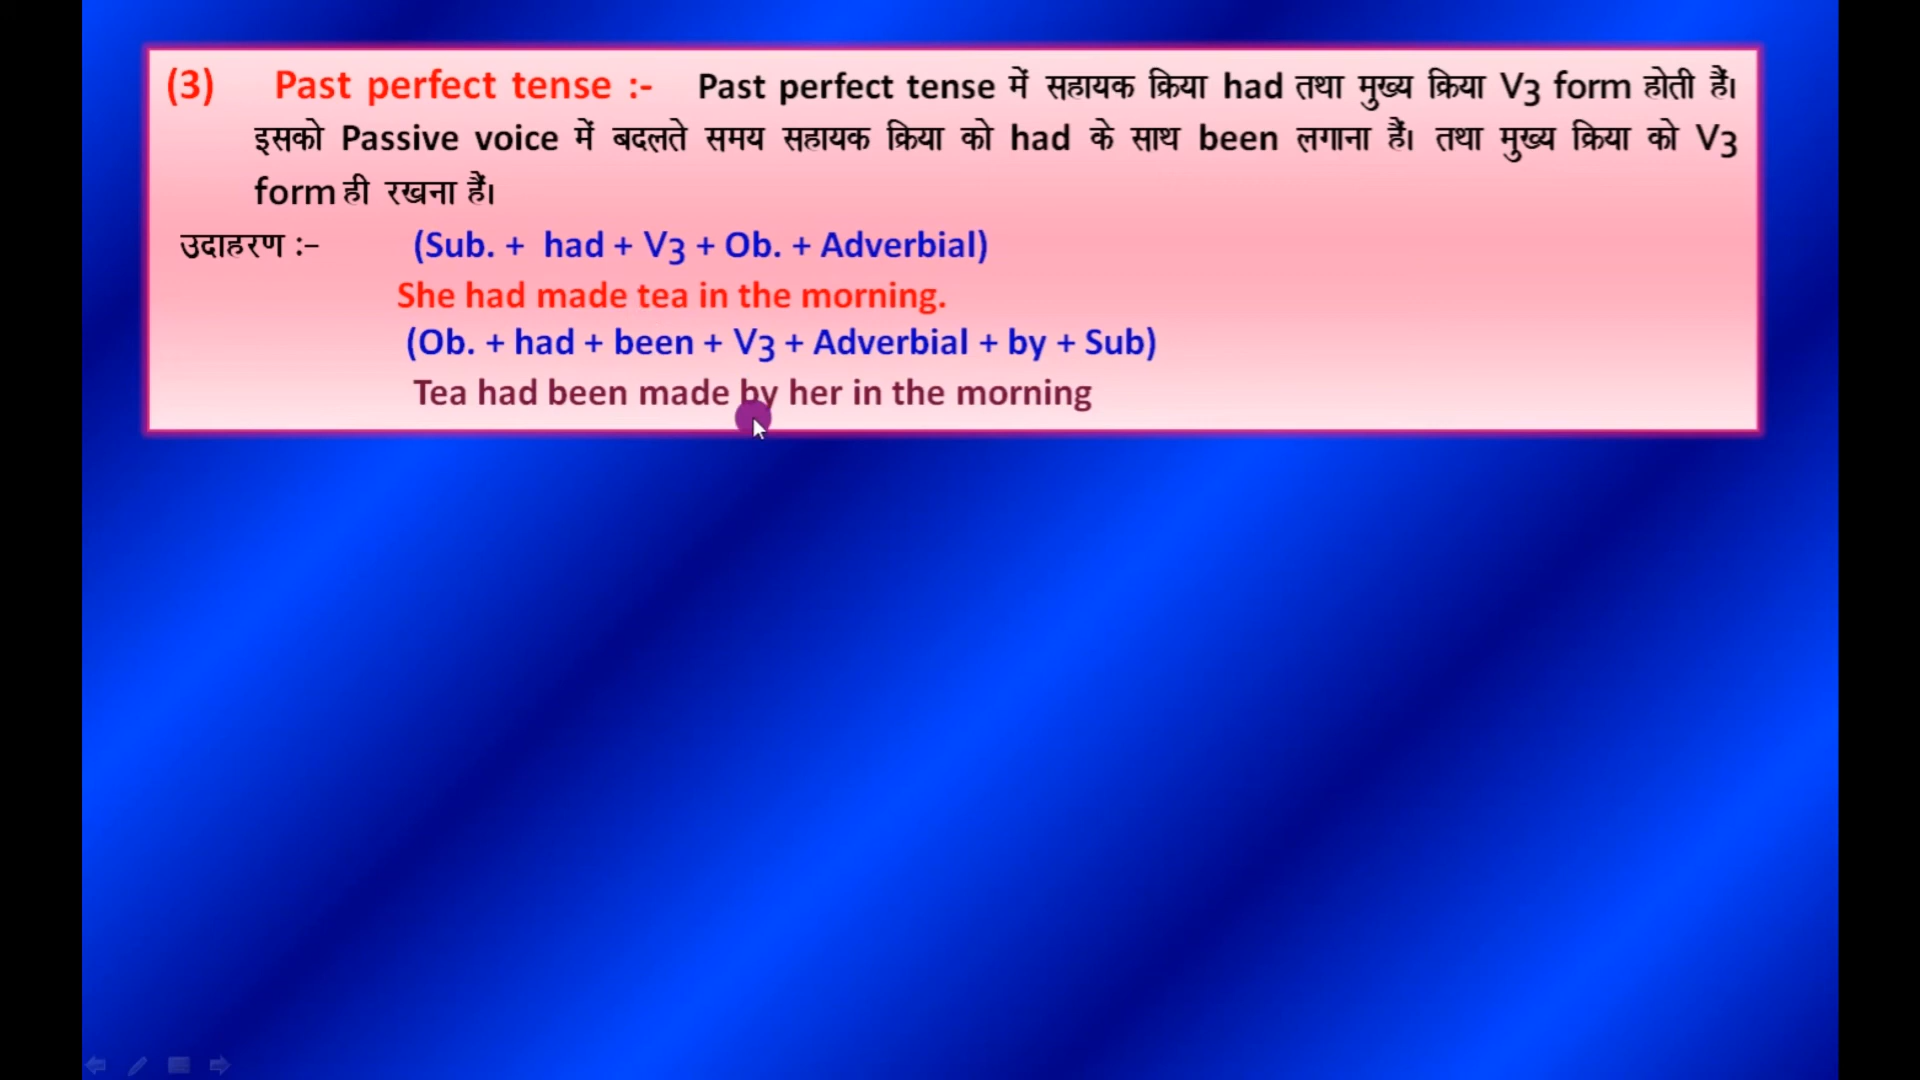 (3) Past perfect tense :- Past perfect tense में सहायक क्रिया had तथा मुख्य क्रिया V3 form होती हैं।
इसको Passive voice में बदलते समय सहायक क्रिया को had के साथ been लगाना हैं। तथा मुख्य क्रिया को V3
form ही रखना हैं।
उदाहरण :– (Sub. + had + V3 + Ob. + Adverbial)
She had made tea in the morning.
(Ob. + had + been + V3 + Adverbial + by + Sub)
Tea had been made by her in the morning